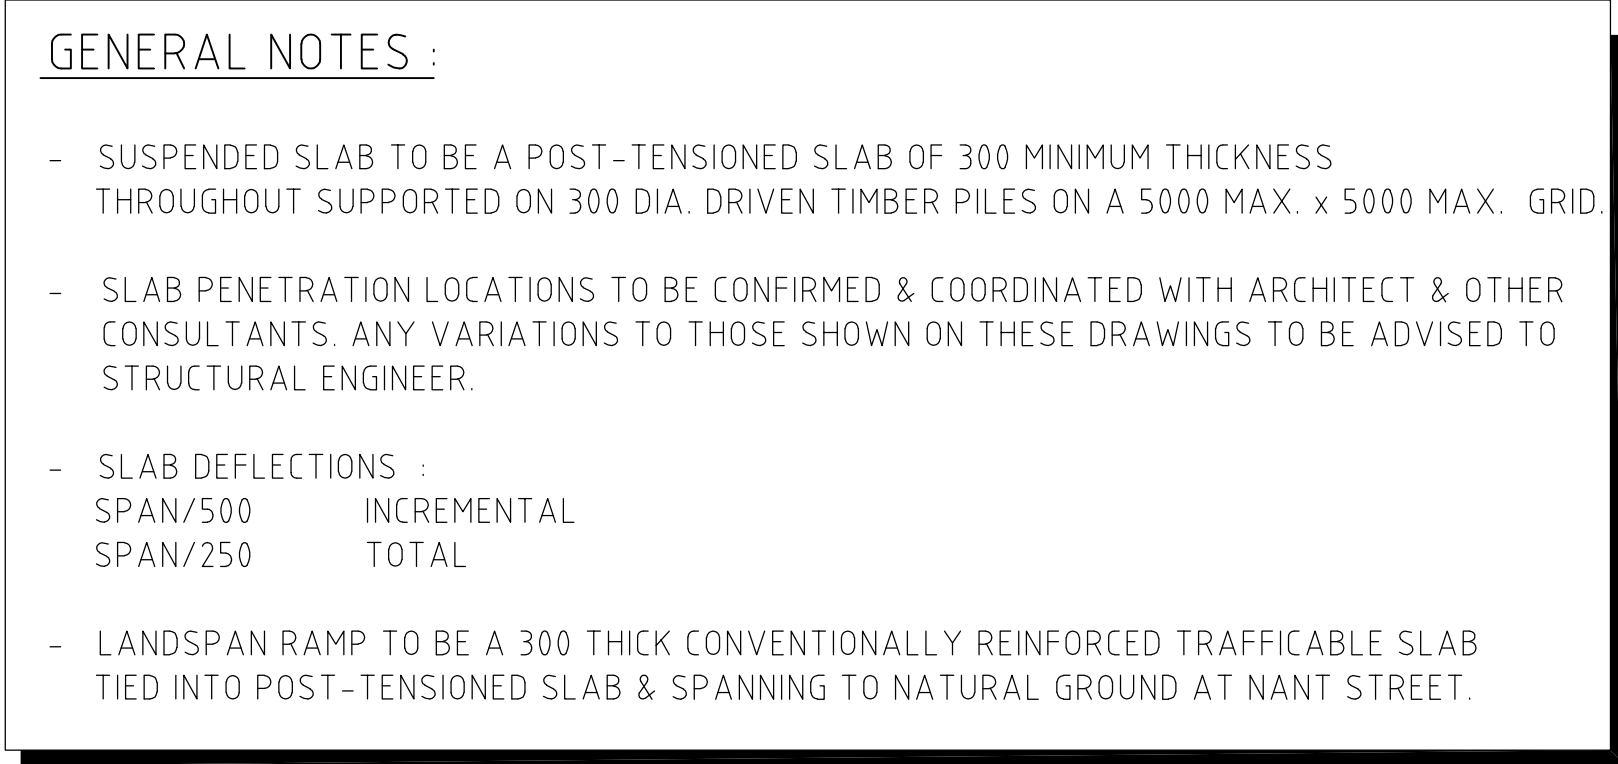 GENERAL NOTES :
- SUSPENDED SLAB TO BE A POST-TENSIONED SLAB OF 300 MINIMUM THICKNESS
THROUGHOUT SUPPORTED ON 300 DIA. DRIVEN TIMBER PILES ON A 5000 MAX. x 5000 MAX. GRID.
- SLAB PENETRATION LOCATIONS TO BE CONFIRMED & COORDINATED WITH ARCHITECT & OTHER
CONSULTANTS. ANY VARIATIONS TO THOSE SHOWN ON THESE DRAWINGS TO BE ADVISED TO
STRUCTURAL ENGINEER.
- SLAB DEFLECTIONS :
SPAN/500 INCREMENTAL
SPAN/250 TOTAL
- LANDSPAN RAMP TO BE A 300 THICK CONVENTIONALLY REINFORCED TRAFFICABLE SLAB
TIED INTO POST-TENSIONED SLAB & SPANNING TO NATURAL GROUND AT NANT STREET.